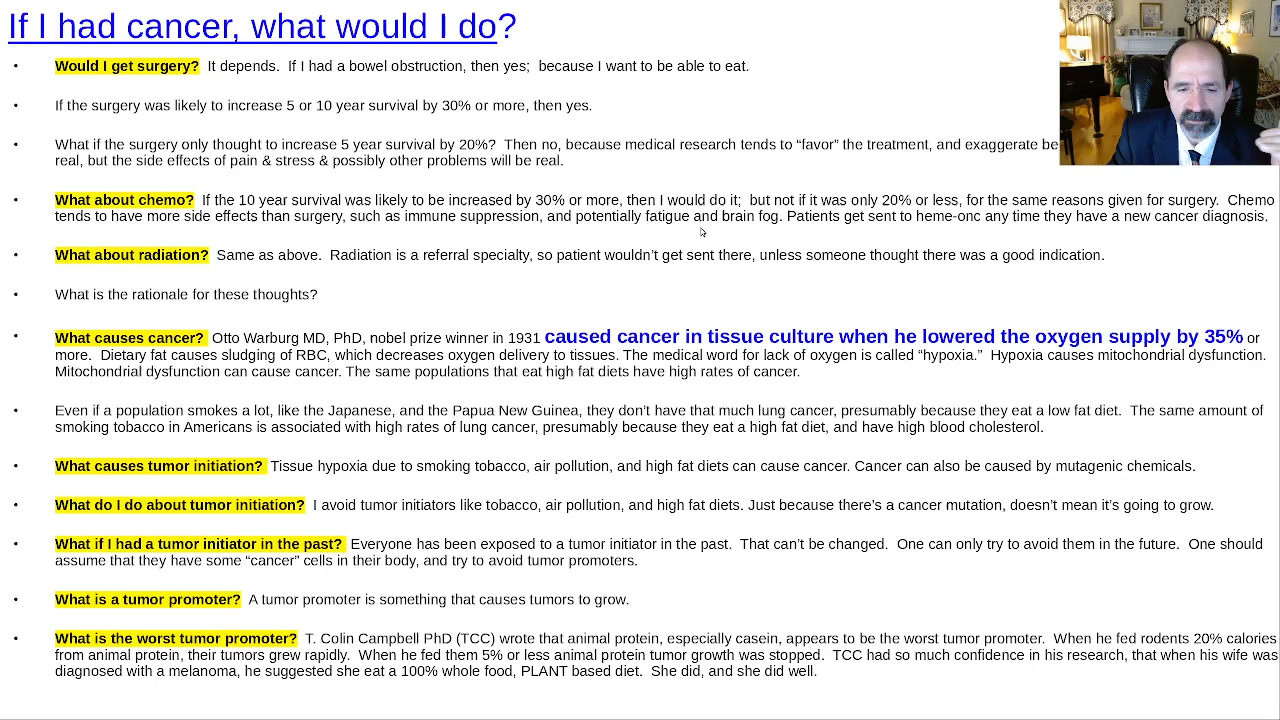 If I had cancer, what would I do?
• Would I get surgery? It depends. If I had a bowel obstruction, then yes; because I want to be able to eat.
• If the surgery was likely to increase 5 or 10 year survival by 30% or more, then yes.
• What if the surgery only thought to increase 5 year survival by 20%? Then no, because medical research tends to “favor” the treatment, and exaggerate be
real, but the side effects of pain & stress & possibly other problems will be real.
• What about chemo? If the 10 year survival was likely to be increased by 30% or more, then I would do it; but not if it was only 20% or less, for the same reasons given for surgery. Chemo
tends to have more side effects than surgery, such as immune suppression, and potentially fatigue and brain fog. Patients get sent to heme-onc any time they have a new cancer diagnosis.
• What about radiation? Same as above. Radiation is a referral specialty, so patient wouldn’t get sent there, unless someone thought there was a good indication.
• What is the rationale for these thoughts?
• What causes cancer? Otto Warburg MD, PhD, nobel prize winner in 1931 caused cancer in tissue culture when he lowered the oxygen supply by 35% or
more. Dietary fat causes sludging of RBC, which decreases oxygen delivery to tissues. The medical word for lack of oxygen is called “hypoxia.” Hypoxia causes mitochondrial dysfunction.
Mitochondrial dysfunction can cause cancer. The same populations that eat high fat diets have high rates of cancer.
• Even if a population smokes a lot, like the Japanese, and the Papua New Guinea, they don’t have that much lung cancer, presumably because they eat a low fat diet. The same amount of
smoking tobacco in Americans is associated with high rates of lung cancer, presumably because they eat a high fat diet, and have high blood cholesterol.
• What causes tumor initiation? Tissue hypoxia due to smoking tobacco, air pollution, and high fat diets can cause cancer. Cancer can also be caused by mutagenic chemicals.
• What do I do about tumor initiation? I avoid tumor initiators like tobacco, air pollution, and high fat diets. Just because there’s a cancer mutation, doesn’t mean it’s going to grow.
• What if I had a tumor initiator in the past? Everyone has been exposed to a tumor initiator in the past. That can’t be changed. One can only try to avoid them in the future. One should
assume that they have some “cancer” cells in their body, and try to avoid tumor promoters.
• What is a tumor promoter? A tumor promoter is something that causes tumors to grow.
• What is the worst tumor promoter? T. Colin Campbell PhD (TCC) wrote that animal protein, especially casein, appears to be the worst tumor promoter. When he fed rodents 20% calories
from animal protein, their tumors grew rapidly. When he fed them 5% or less animal protein tumor growth was stopped. TCC had so much confidence in his research, that when his wife was
diagnosed with a melanoma, he suggested she eat a 100% whole food, PLANT based diet. She did, and she did well.